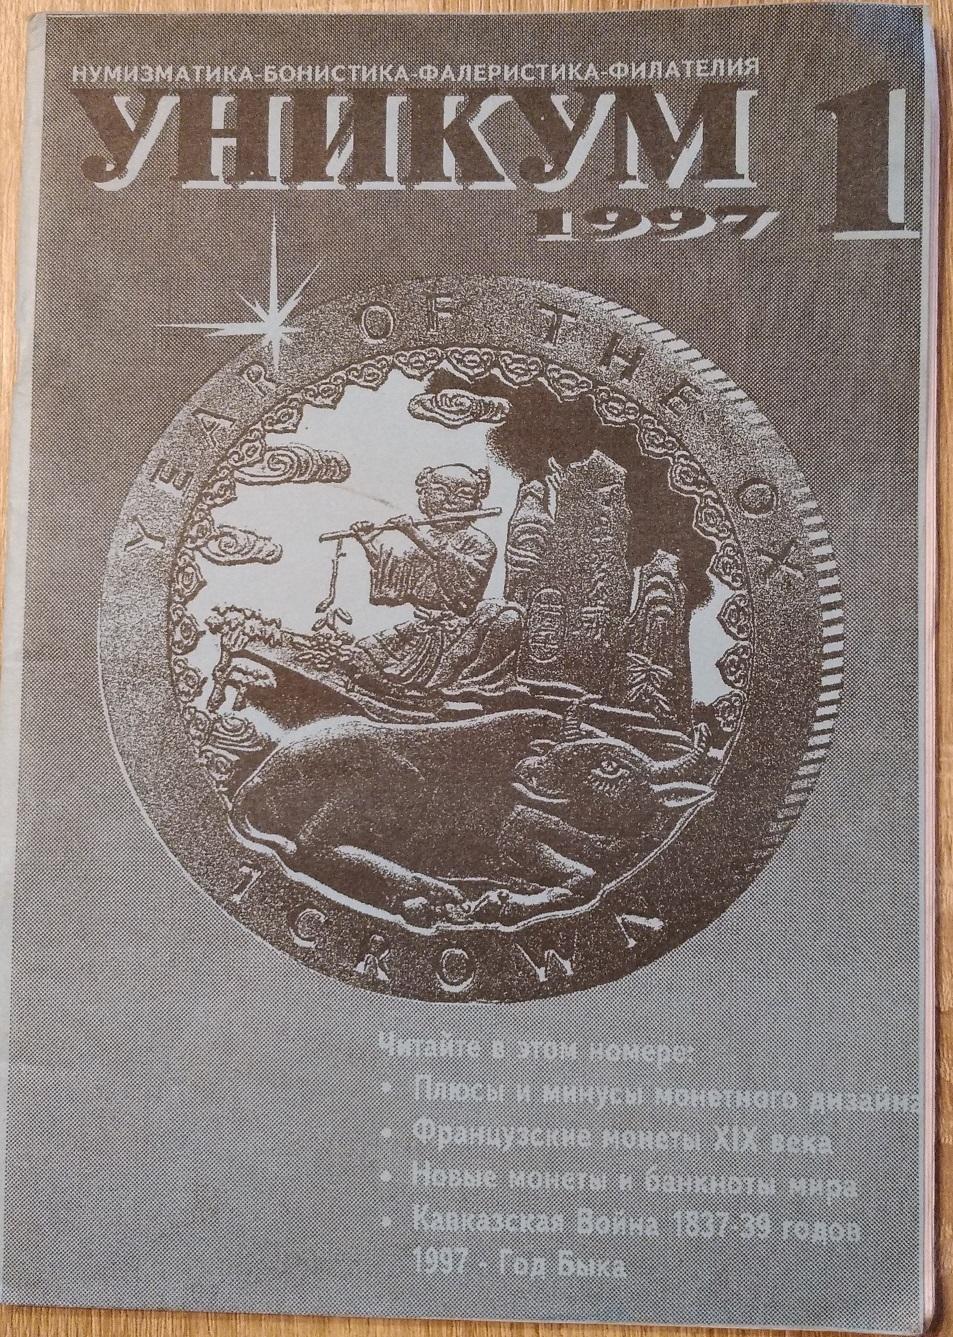 НУМИЗМАТИКА-БОНИСТИКА-ФАЛЕРИСТИКА-ФИЛАТЕЛИЯ
УНИКУМ 1
1997
YEAR OF THE OX
1 CROWN
Читайте в этом номере:
• Плюсы и минусы монетного дизайна
• Французские монеты XIX века
• Новые монеты и банкноты мира
• Кавказская Война 1837-39 годов
1997 - Год Быка